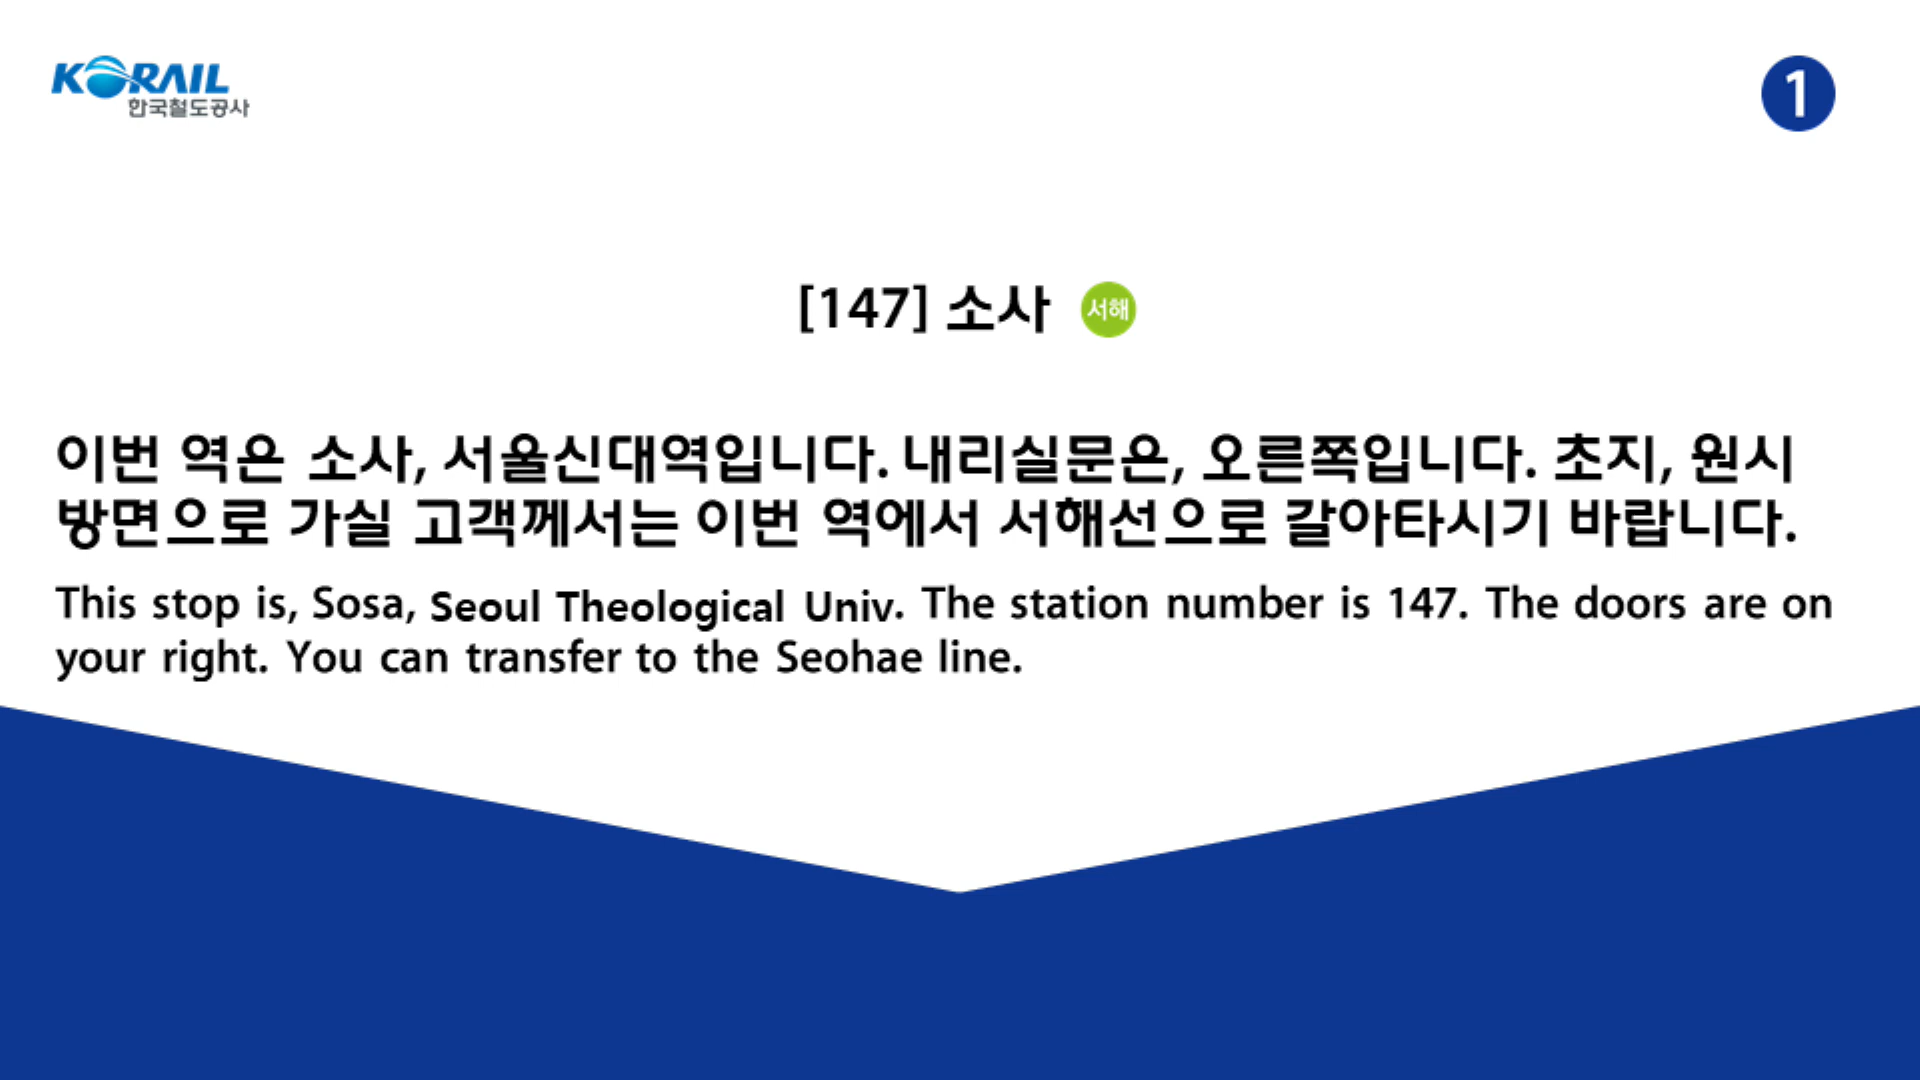 KORAIL
한국철도공사
1
[147] 소사 서해
이번 역은 소사, 서울신대역입니다. 내리실문은, 오른쪽입니다. 초지, 원시
방면으로 가실 고객께서는 이번 역에서 서해선으로 갈아타시기 바랍니다.
This stop is, Sosa, Seoul Theological Univ. The station number is 147. The doors are on
your right. You can transfer to the Seohae line.